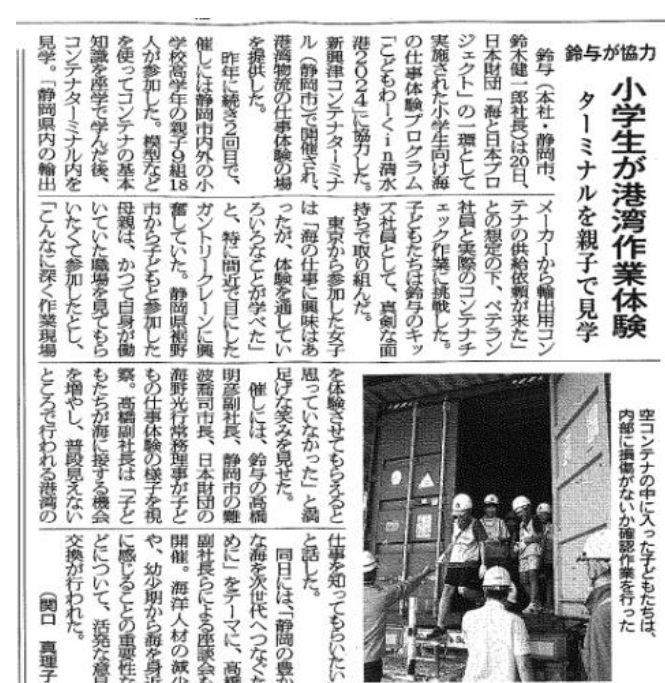 鈴与が協力
小学生が港湾作業体験
ターミナルを親子で見学
鈴与（本社・静岡市、
鈴木健一郎社長）は20日、
日本財団「海と日本プロ
ジェクト」の一環として
実施された小学生向け海
の仕事体験プログラム
「こどもわーくin清水
港2024」に協力した。
新興津コンテナターミナ
ル（静岡市）で開催され、
港湾物流の仕事体験の場
を提供した。
昨年に続き2回目で、
催しには静岡市内外の小
学校高学年の親子9組18
人が参加した。模型など
を使ってコンテナの基本
知識を座学で学んだ後、
コンテナターミナル内を
見学。「静岡県内の輸出
メーカーから輸出用コン
テナの供給依頼が来た」
との想定の下、ベテラン
社員と実際のコンテナチ
ェック作業に挑戦した。
子どもたちは鈴与のキッ
ズ社員として、真剣な面
持ちで取り組んだ。
東京から参加した女子
は「海の仕事に興味はあ
ったが、体験を通してい
ろいろなことが学べた」
と、特に間近で目にした
ガントリークレーンに興
奮していた。静岡県裾野
市から子どもと参加した
母親は、かつて自身が働
いていた職場を見てもら
いたくて参加したとし、
「こんなに深く作業現場
を体験させてもらえると
思っていなかった」と満
足げな笑みを見せた。
催しには、鈴与の高橋
明彦副社長、静岡市の難
波喬司市長、日本財団の
海野光行常務理事が子ど
もの仕事体験の様子を視
察。高橋副社長は「子ど
もたちが海に接する機会
を増やし、普段見えない
ところで行われる港湾の
仕事を知ってもらいたい
と話した。
同日には、「静岡の豊か
な海を次世代へつなぐた
めに」をテーマに、高橋
副社長らによる座談会も
開催。海洋人材の減少
や、幼少期から海を身近
に感じることの重要性な
どについて、活発な意見
交換が行われた。
（関口 真理子
空コンテナの中に入った子どもたちは、
内部に損傷がないか確認作業を行った